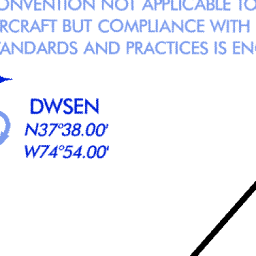 ONVENTION NOT APPLICABLE TO
RCRAFT BUT COMPLIANCE WITH
TANDARDS AND PRACTICES IS EN
DWSEN
N37°38.00'
W74°54.00'